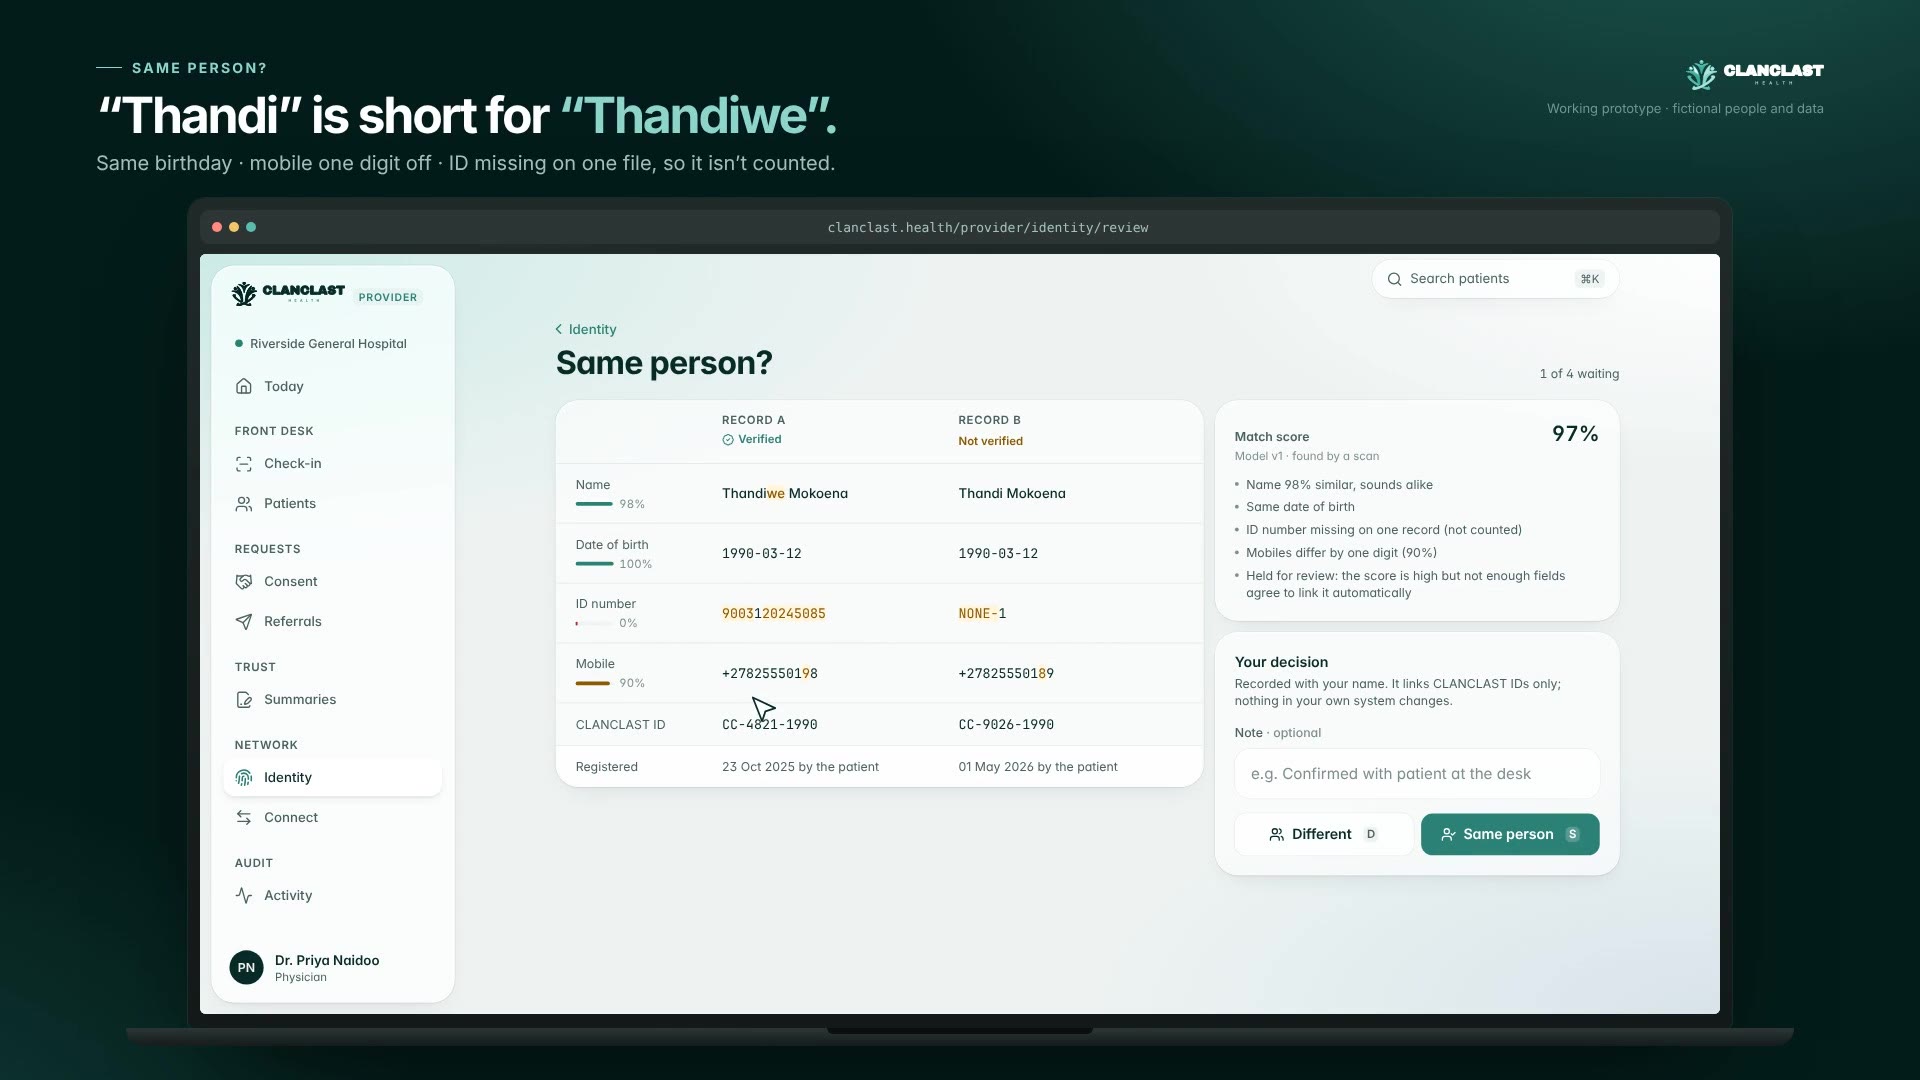 SAME PERSON?
“Thandi” is short for “Thandiwe”.
Same birthday · mobile one digit off · ID missing on one file, so it isn’t counted.
CLANCLAST
HEALTH
Working prototype · fictional people and data
clanclast.health/provider/identity/review
CLANCLAST
HEALTH
PROVIDER
Riverside General Hospital
Today
FRONT DESK
Check-in
Patients
REQUESTS
Consent
Referrals
TRUST
Summaries
NETWORK
Identity
Connect
AUDIT
Activity
PN
Dr. Priya Naidoo
Physician
Search patients ⌘K
Identity
Same person?
1 of 4 waiting
RECORD A RECORD B
Verified Not verified
Name
98% Thandiwe Mokoena Thandi Mokoena
Date of birth
100% 1990-03-12 1990-03-12
ID number
0% 9003120245085 NONE-1
Mobile
90% +27825550198 +27825550189
CLANCLAST ID CC-4821-1990 CC-9026-1990
Registered 23 Oct 2025 by the patient 01 May 2026 by the patient
Match score 97%
Model v1 · found by a scan
• Name 98% similar, sounds alike
• Same date of birth
• ID number missing on one record (not counted)
• Mobiles differ by one digit (90%)
• Held for review: the score is high but not enough fields
agree to link it automatically
Your decision
Recorded with your name. It links CLANCLAST IDs only;
nothing in your own system changes.
Note · optional
e.g. Confirmed with patient at the desk
Different D
Same person S